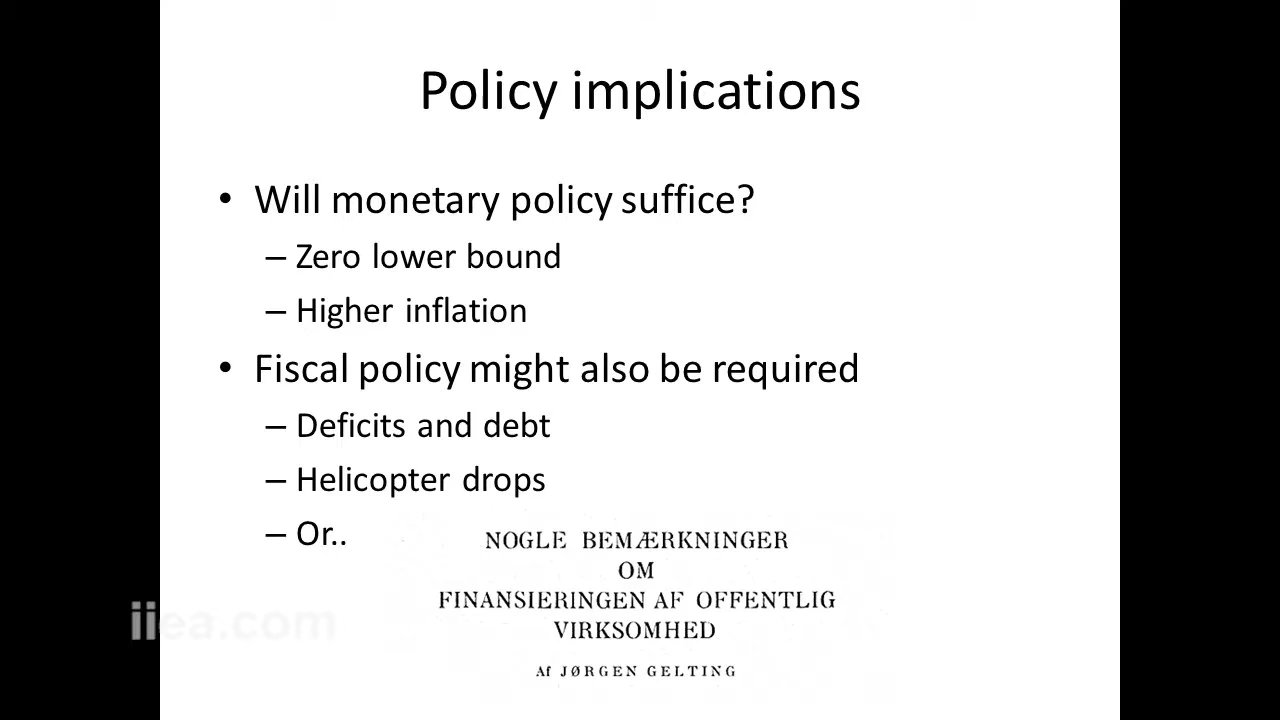 Policy implications
• Will monetary policy suffice?
– Zero lower bound
– Higher inflation
• Fiscal policy might also be required
– Deficits and debt
– Helicopter drops
– Or..
NOGLE BEMÆRKNINGER
OM
FINANSIERINGEN AF OFFENTLIG
VIRKSOMHED
Af JØRGEN GELTING
iiea.com